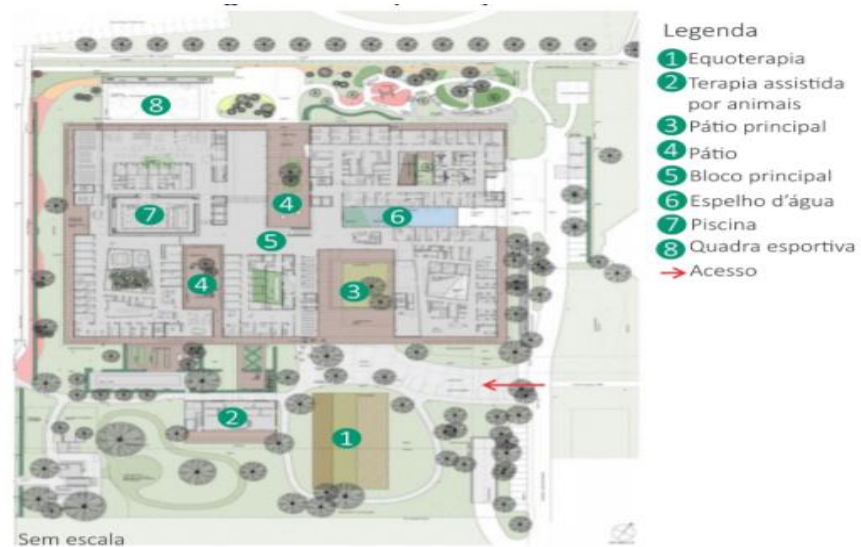 Legenda
1 Equoterapia
2 Terapia assistida
por animais
3 Pátio principal
4 Pátio
5 Bloco principal
6 Espelho d'água
7 Piscina
8 Quadra esportiva
Acesso
8
4
7
6
5
4
3
2
1
Sem escala